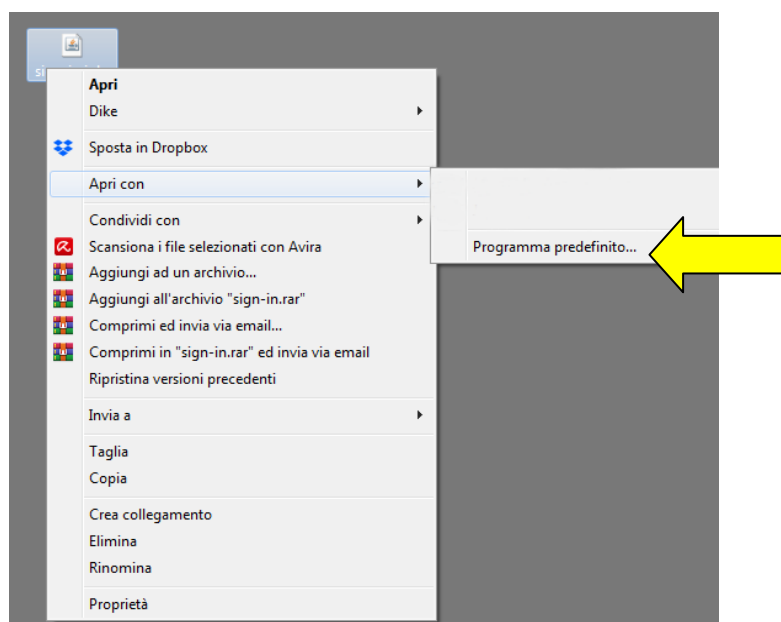 Apri
Dike
Sposta in Dropbox
Apri con
Programma predefinito...
Condividi con
Scansiona i file selezionati con Avira
Aggiungi ad un archivio...
Aggiungi all'archivio "sign-in.rar"
Comprimi ed invia via email...
Comprimi in "sign-in.rar" ed invia via email
Ripristina versioni precedenti
Invia a
Taglia
Copia
Crea collegamento
Elimina
Rinomina
Proprietà